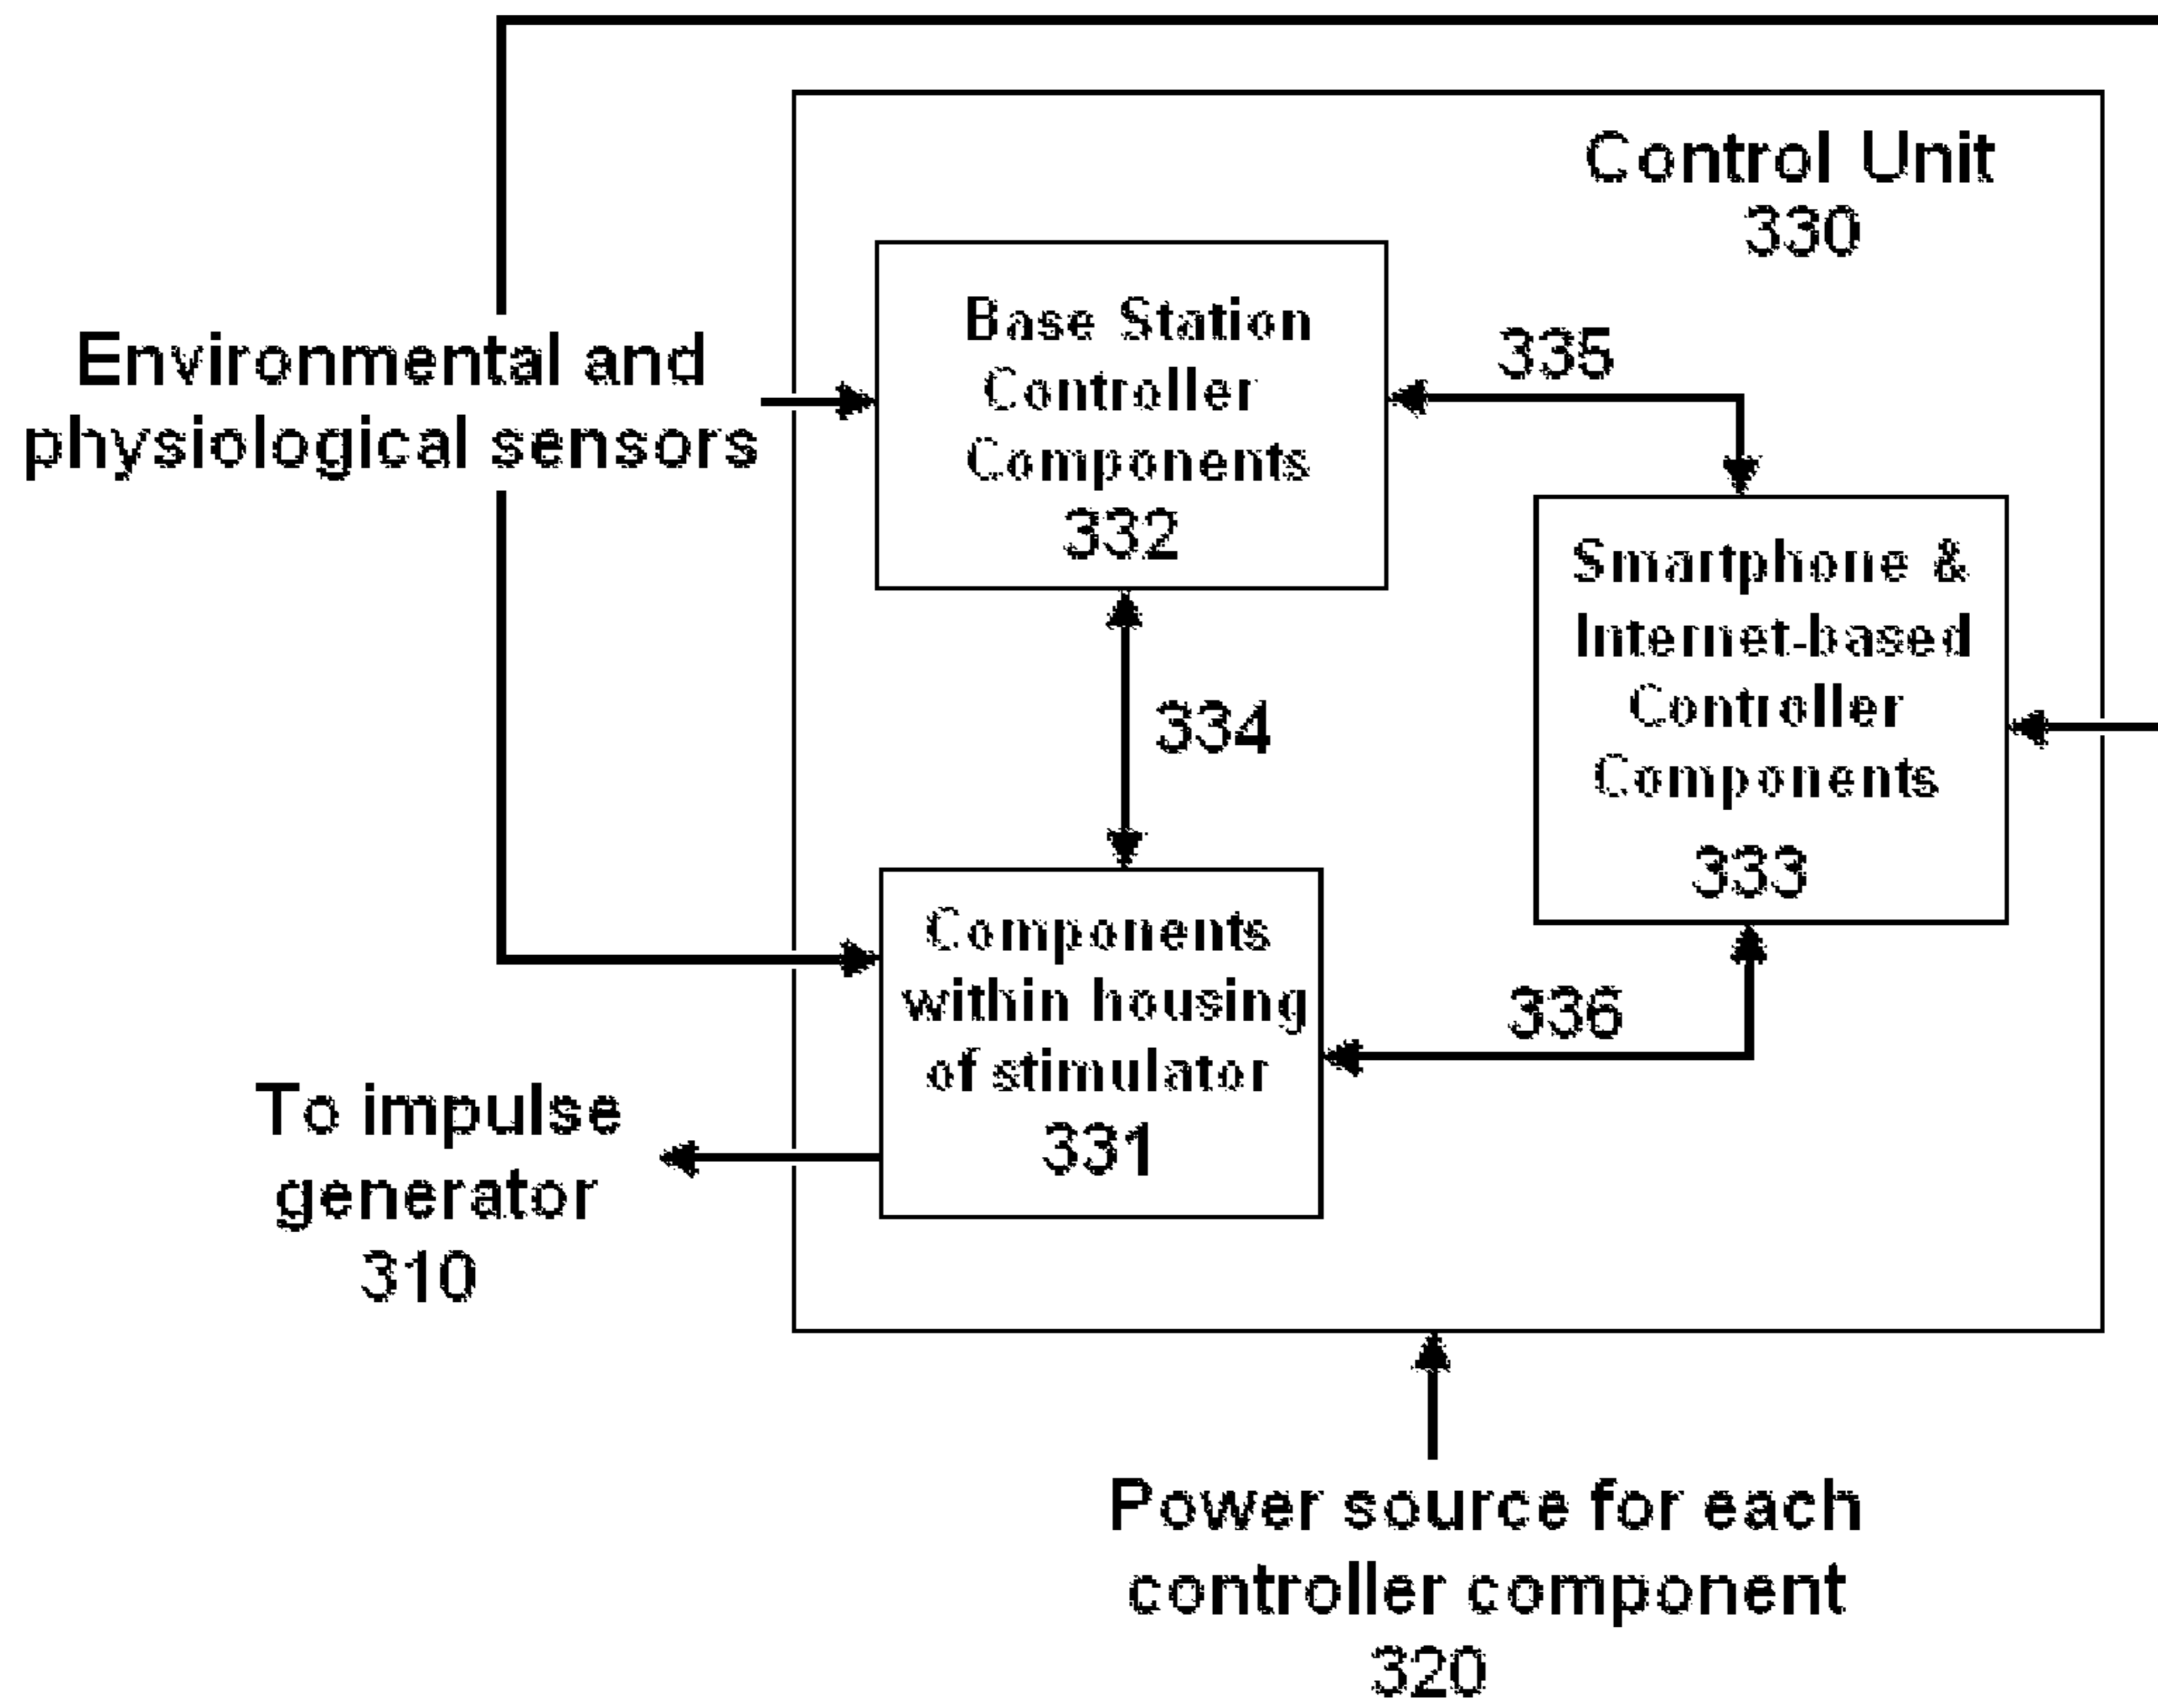 Control Unit
330
Base Station
Controller
Components
332
335
Environmental and
physiological sensors
Smartphone &
Internet-based
Controller
Components
333
334
Components
within housing
of stimulator
331
336
To impulse
generator
310
Power source for each
controller component
320